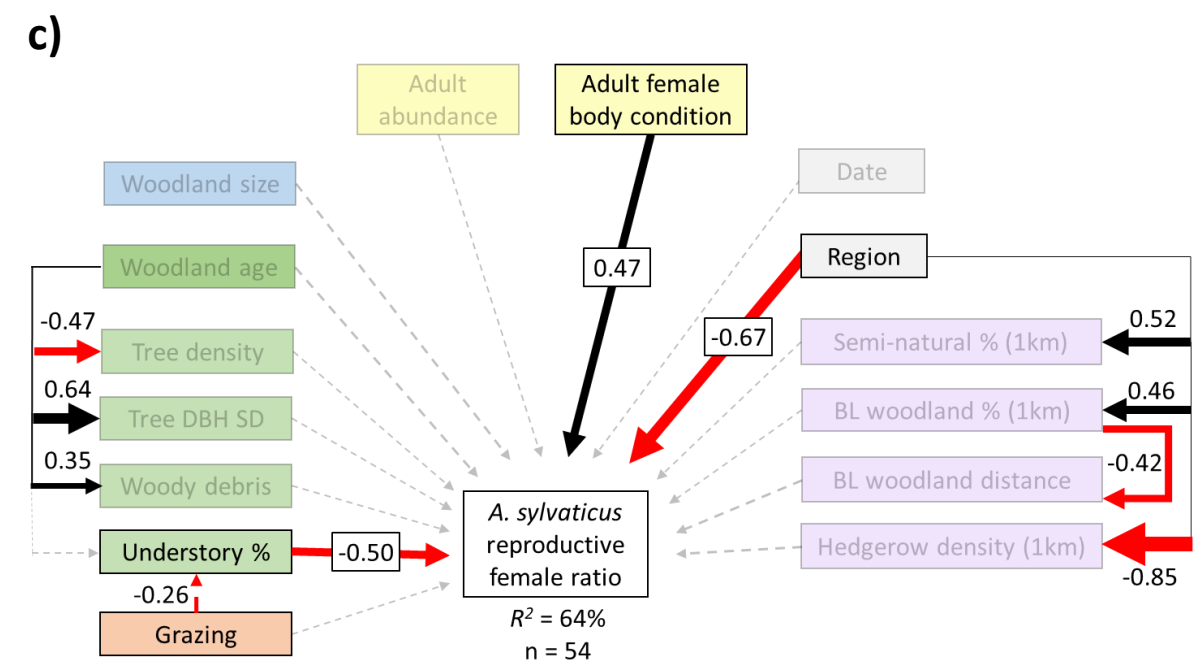 c)
Adult
abundance
Adult female
body condition
Woodland size
Date
Woodland age
Region
0.47
-0.47
Tree density
-0.67
Semi-natural % (1km)
0.52
0.64
Tree DBH SD
BL woodland % (1km)
0.46
0.35
Woody debris
BL woodland distance
-0.42
A. sylvaticus
reproductive
female ratio
Understory %
-0.50
Hedgerow density (1km)
-0.85
-0.26
Grazing
R² = 64%
n = 54